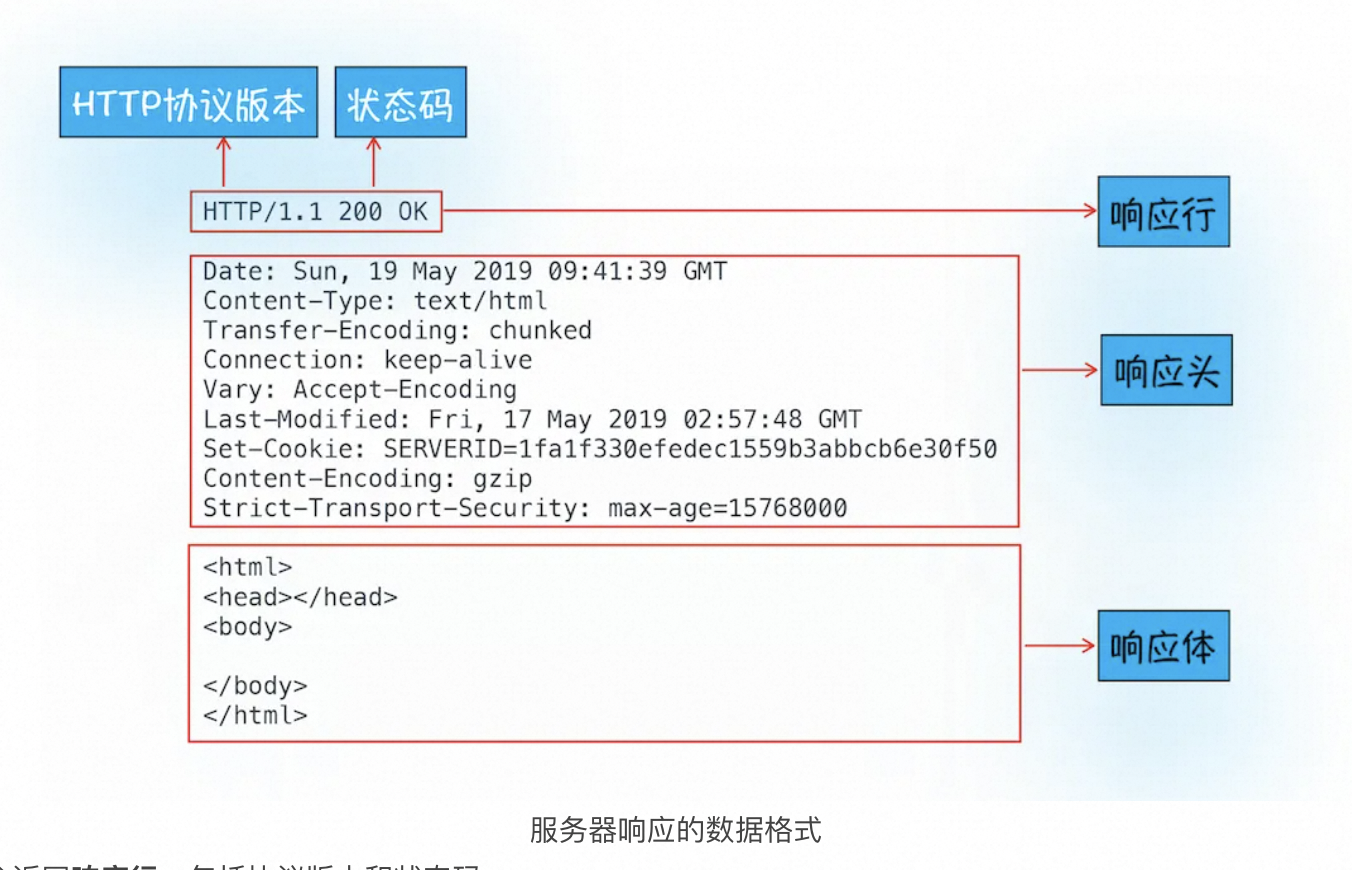 HTTP协议版本
状态码
HTTP/1.1 200 OK
响应行
Date: Sun, 19 May 2019 09:41:39 GMT
Content-Type: text/html
Transfer-Encoding: chunked
Connection: keep-alive
Vary: Accept-Encoding
Last-Modified: Fri, 17 May 2019 02:57:48 GMT
Set-Cookie: SERVERID=1fa1f330efedec1559b3abbcb6e30f50
Content-Encoding: gzip
Strict-Transport-Security: max-age=15768000
响应头
<html>
<head></head>
<body>
</body>
</html>
响应体
服务器响应的数据格式